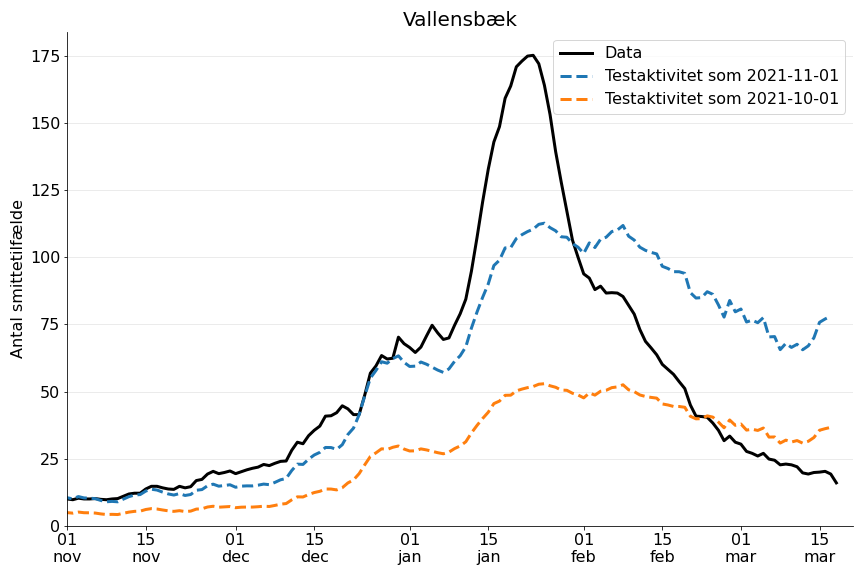 Vallensbæk
Data
Testaktivitet som 2021-11-01
Testaktivitet som 2021-10-01
Antal smittetilfælde
175
150
125
100
75
50
25
0
01 15 01 15 01 15 01 15 01 15
nov nov dec dec jan jan feb feb mar mar